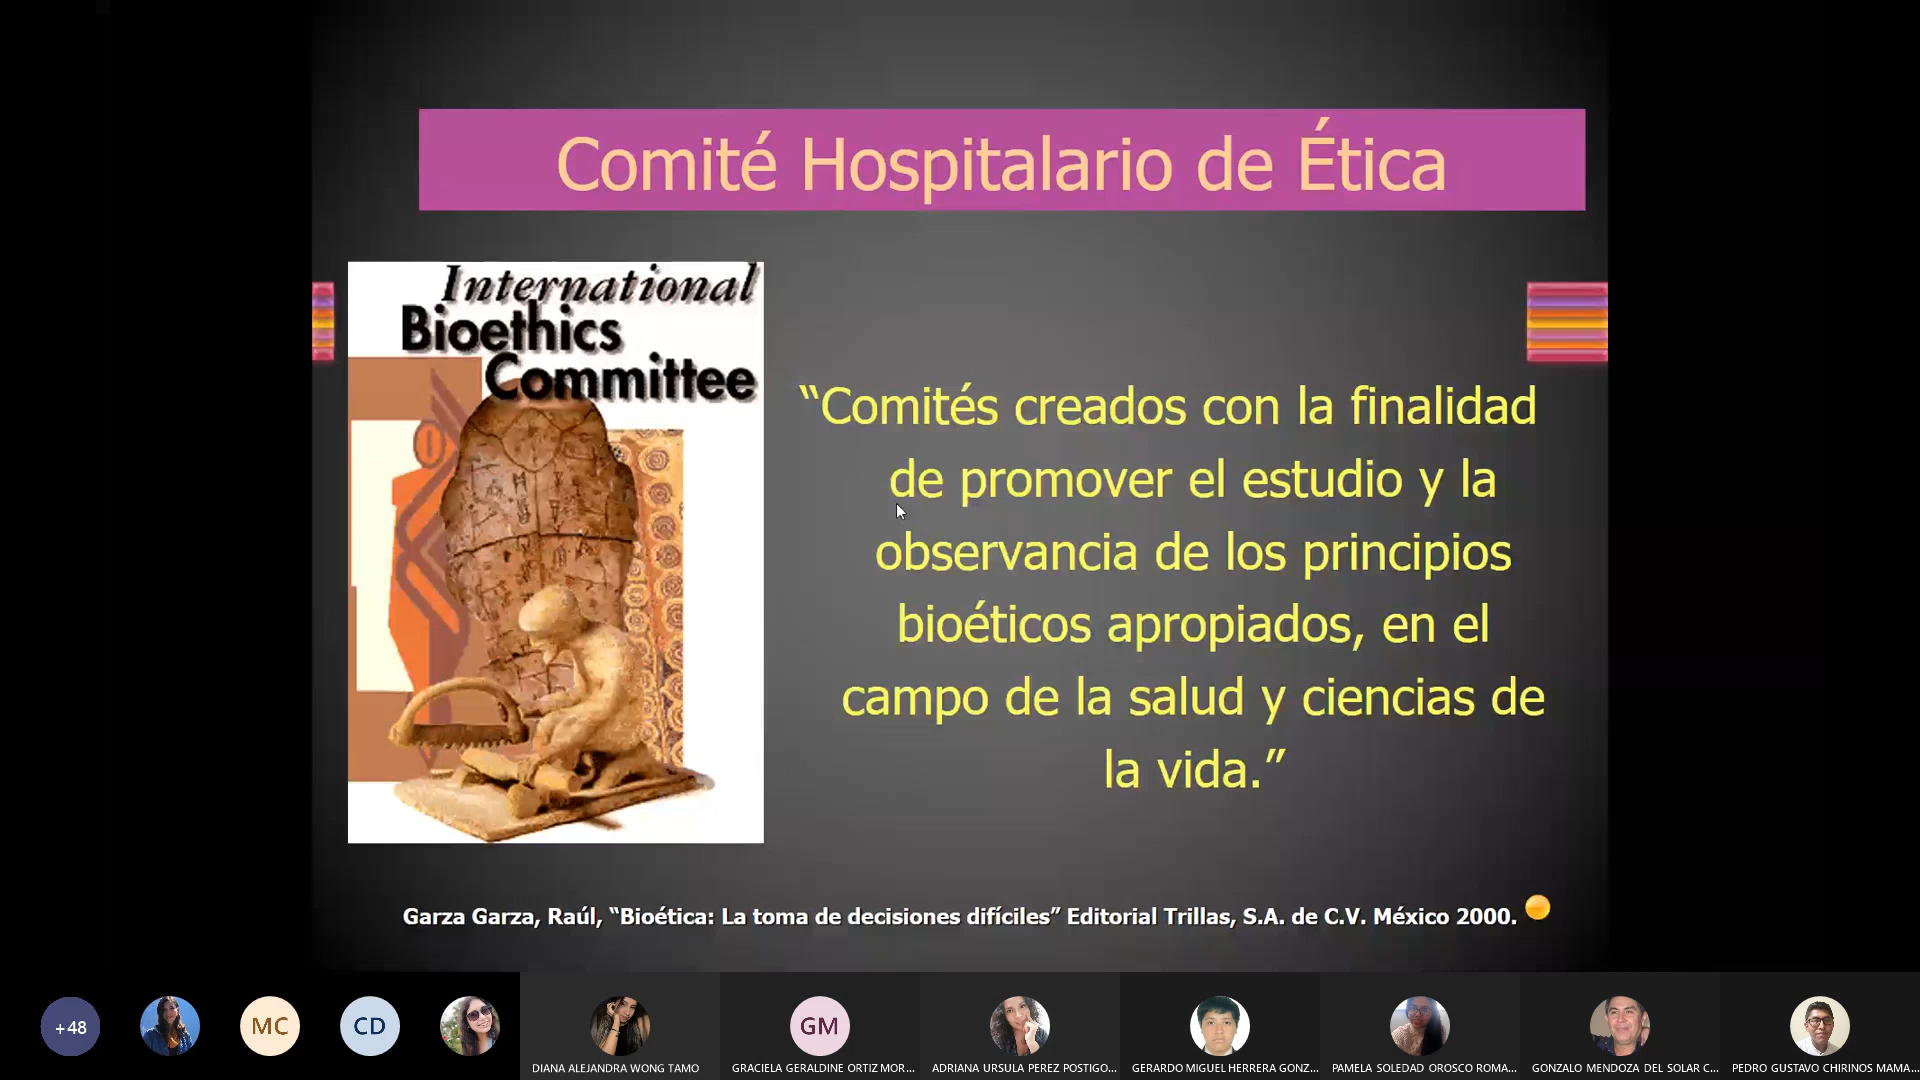 Comité Hospitalario de Ética
International
Bioethics
Committee
“Comités creados con la finalidad
de promover el estudio y la
observancia de los principios
bioéticos apropiados, en el
campo de la salud y ciencias de
la vida.”
Garza Garza, Raúl, “Bioética: La toma de decisiones difíciles” Editorial Trillas, S.A. de C.V. México 2000.
+48
MC
CD
GM
DIANA ALEJANDRA WONG TAMO
GRACIELA GERALDINE ORTIZ MOR...
ADRIANA URSULA PEREZ POSTIGO...
GERARDO MIGUEL HERRERA GONZ...
PAMELA SOLEDAD OROSCO ROMA...
GONZALO MENDOZA DEL SOLAR C...
PEDRO GUSTAVO CHIRINOS MAMA...